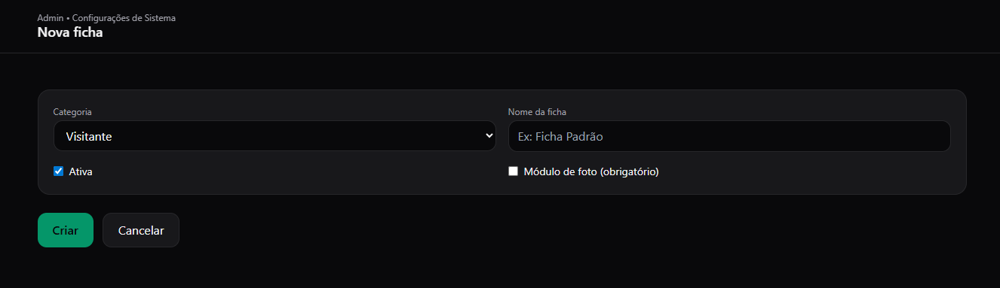 Admin • Configurações de Sistema
Nova ficha
Categoria
Nome da ficha
Visitante
Ex: Ficha Padrão
Ativa
Módulo de foto (obrigatório)
Criar
Cancelar